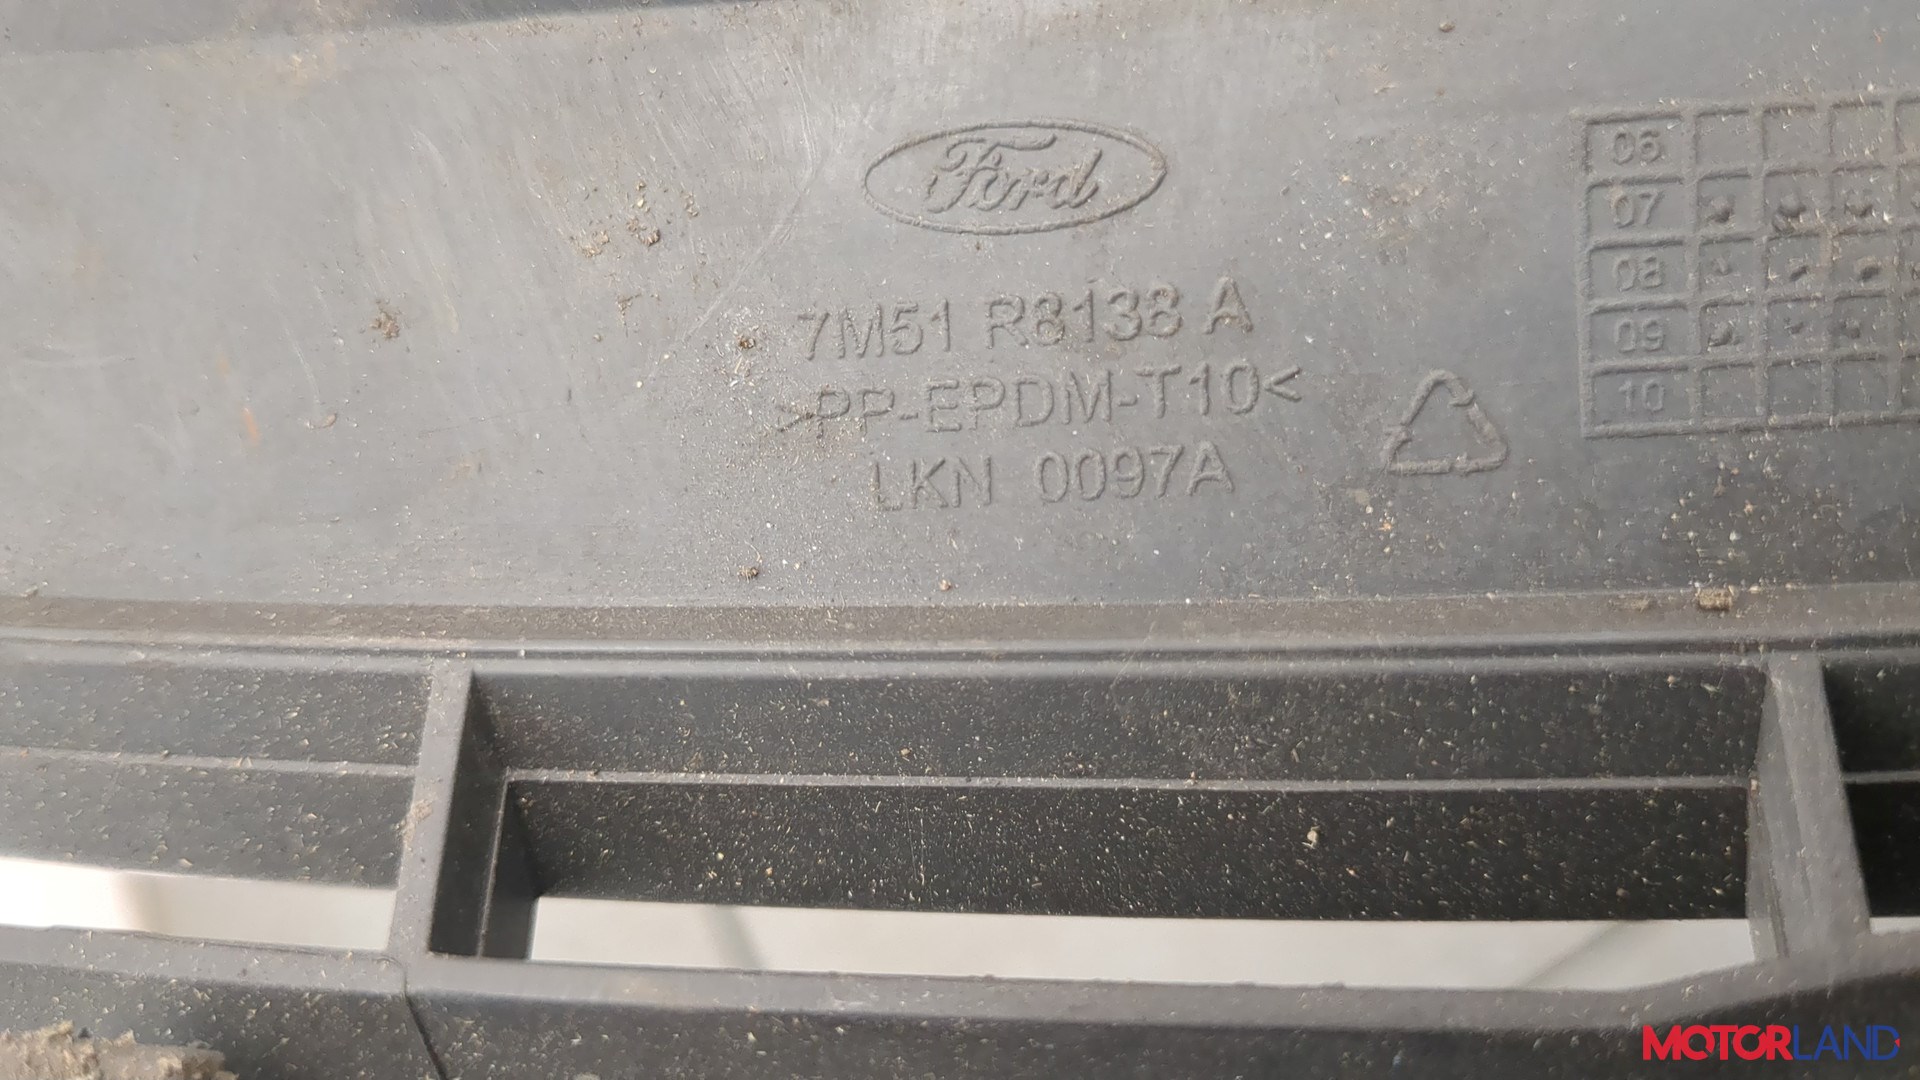 Ford
7M51 R8138 A
>PP-EPDM-T10<
LKN 0097A
06
07
08
09
10
MOTORLAND